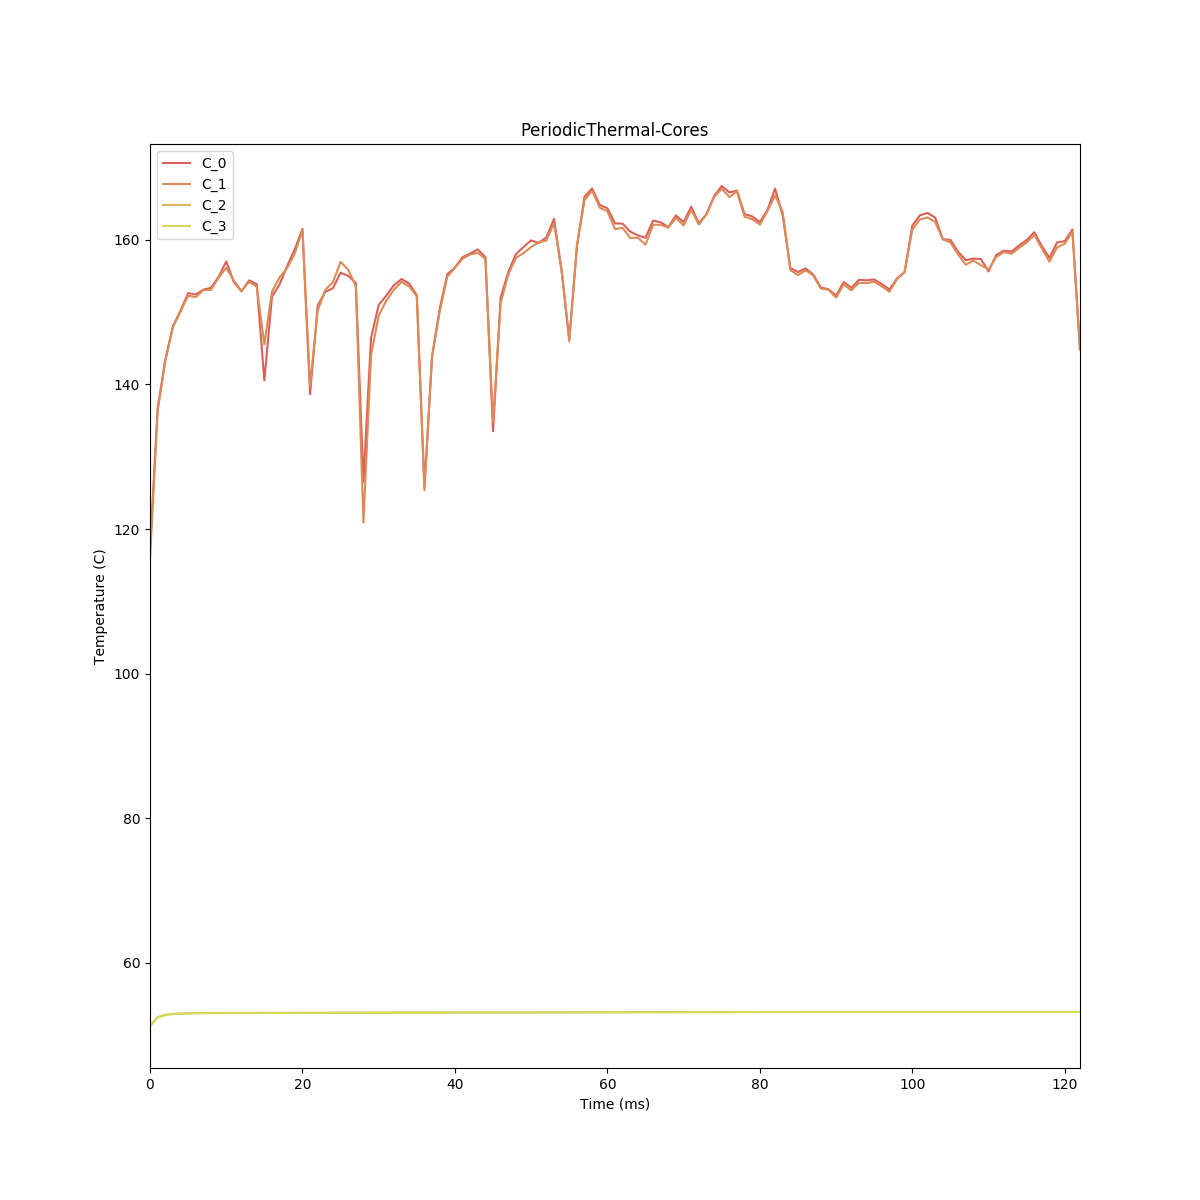 PeriodicThermal-Cores
C_0
C_1
C_2
C_3
160
140
120
100
80
60
Temperature (C)
0 20 40 60 80 100 120
Time (ms)